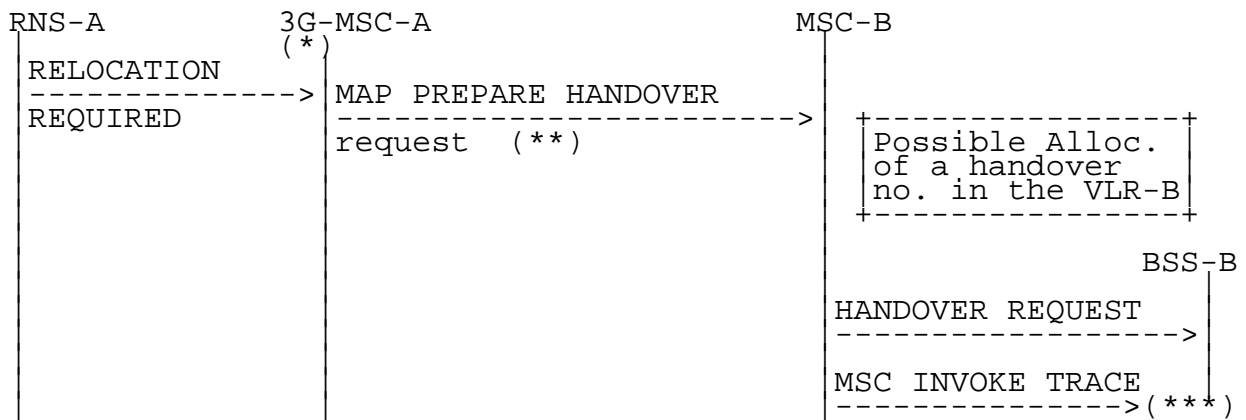 RNS-A 3G-MSC-A MSC-B
(*)
RELOCATION
REQUIRED
MAP PREPARE HANDOVER
request (**)
Possible Alloc.
of a handover
no. in the VLR-B
BSS-B
HANDOVER REQUEST
MSC INVOKE TRACE
(***)